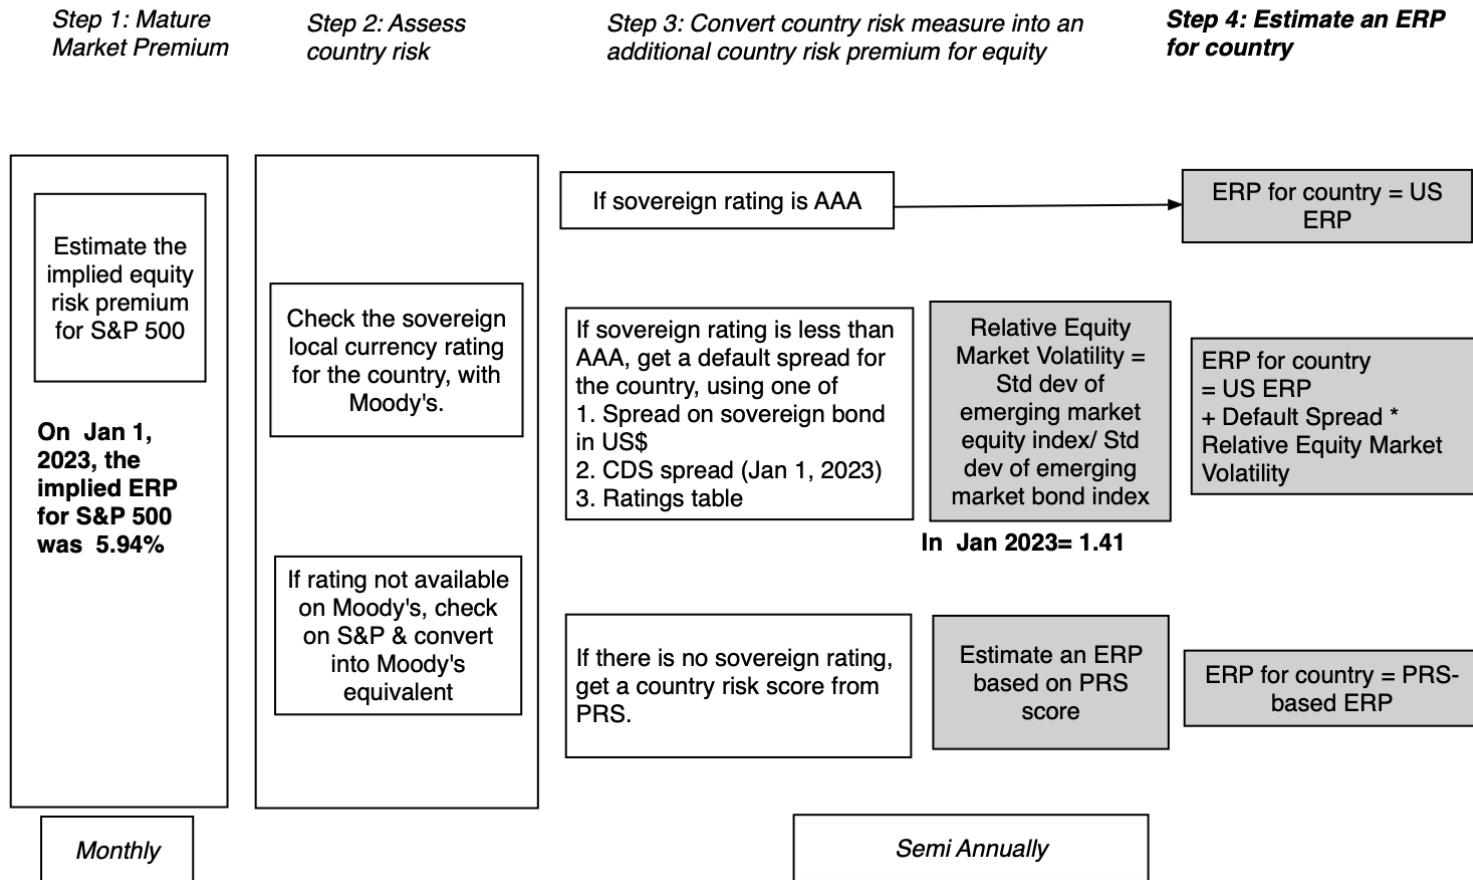 Step 1: Mature
Market Premium
Step 2: Assess
country risk
Step 3: Convert country risk measure into an
additional country risk premium for equity
Step 4: Estimate an ERP
for country
Estimate the
implied equity
risk premium
for S&P 500
On  Jan 1,
2023, the
implied ERP
for S&P 500
was  5.94%
Monthly
Check the sovereign
local currency rating
for the country, with
Moody's.
If rating not available
on Moody's, check
on S&P & convert
into Moody's
equivalent
If sovereign rating is AAA
ERP for country = US
ERP
If sovereign rating is less than
AAA, get a default spread for
the country, using one of
1. Spread on sovereign bond
in US$
2. CDS spread (Jan 1, 2023)
3. Ratings table
Relative Equity
Market Volatility =
Std dev of
emerging market
equity index/ Std
dev of emerging
market bond index
In  Jan 2023= 1.41
ERP for country
= US ERP
+ Default Spread *
Relative Equity Market
Volatility
If there is no sovereign rating,
get a country risk score from
PRS.
Estimate an ERP
based on PRS
score
ERP for country = PRS-
based ERP
Semi Annually